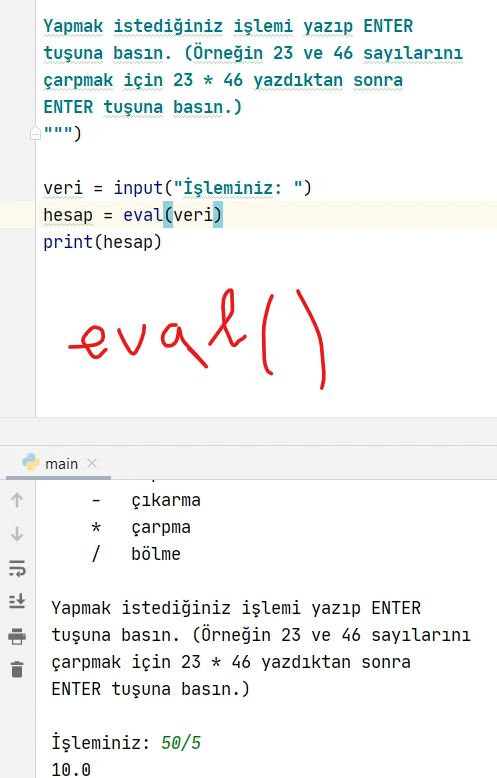 Yapmak istediğiniz işlemi yazıp ENTER
tuşuna basın. (Örneğin 23 ve 46 sayılarını
çarpmak için 23 * 46 yazdıktan sonra
ENTER tuşuna basın.)
""")
veri = input("İşleminiz: ")
hesap = eval(veri)
print(hesap)
eval()
main
- çıkarma
* çarpma
/ bölme
Yapmak istediğiniz işlemi yazıp ENTER
tuşuna basın. (Örneğin 23 ve 46 sayılarını
çarpmak için 23 * 46 yazdıktan sonra
ENTER tuşuna basın.)
İşleminiz: 50/5
10.0